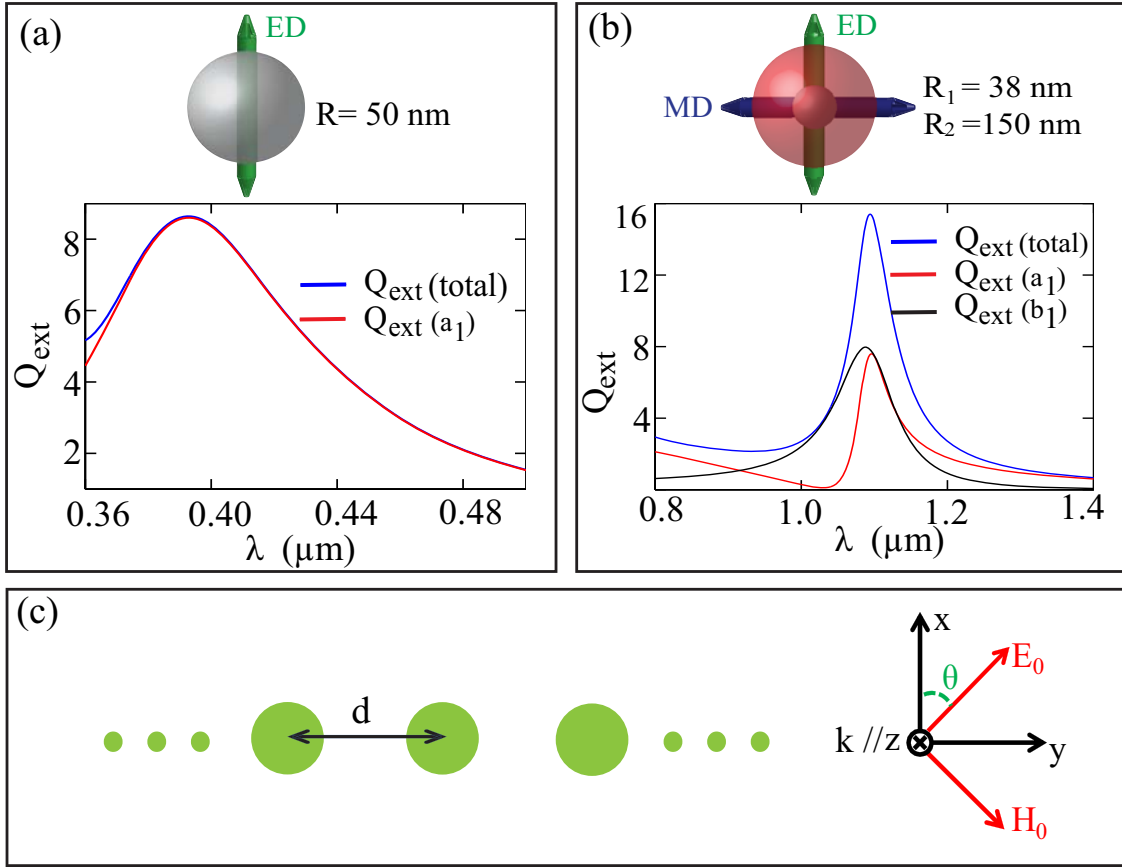 (a)
ED
R= 50 nm
8
6
4
2
Q_ext
Q_ext (total)
Q_ext (a_1)
0.36 0.40 0.44 0.48
λ (µm)
(b)
ED
MD
R_1 = 38 nm
R_2 =150 nm
16
12
8
4
Q_ext
Q_ext (total)
Q_ext (a_1)
Q_ext (b_1)
0.8 1.0 1.2 1.4
λ (µm)
(c)
d
x
E_0
θ
k //z
y
H_0